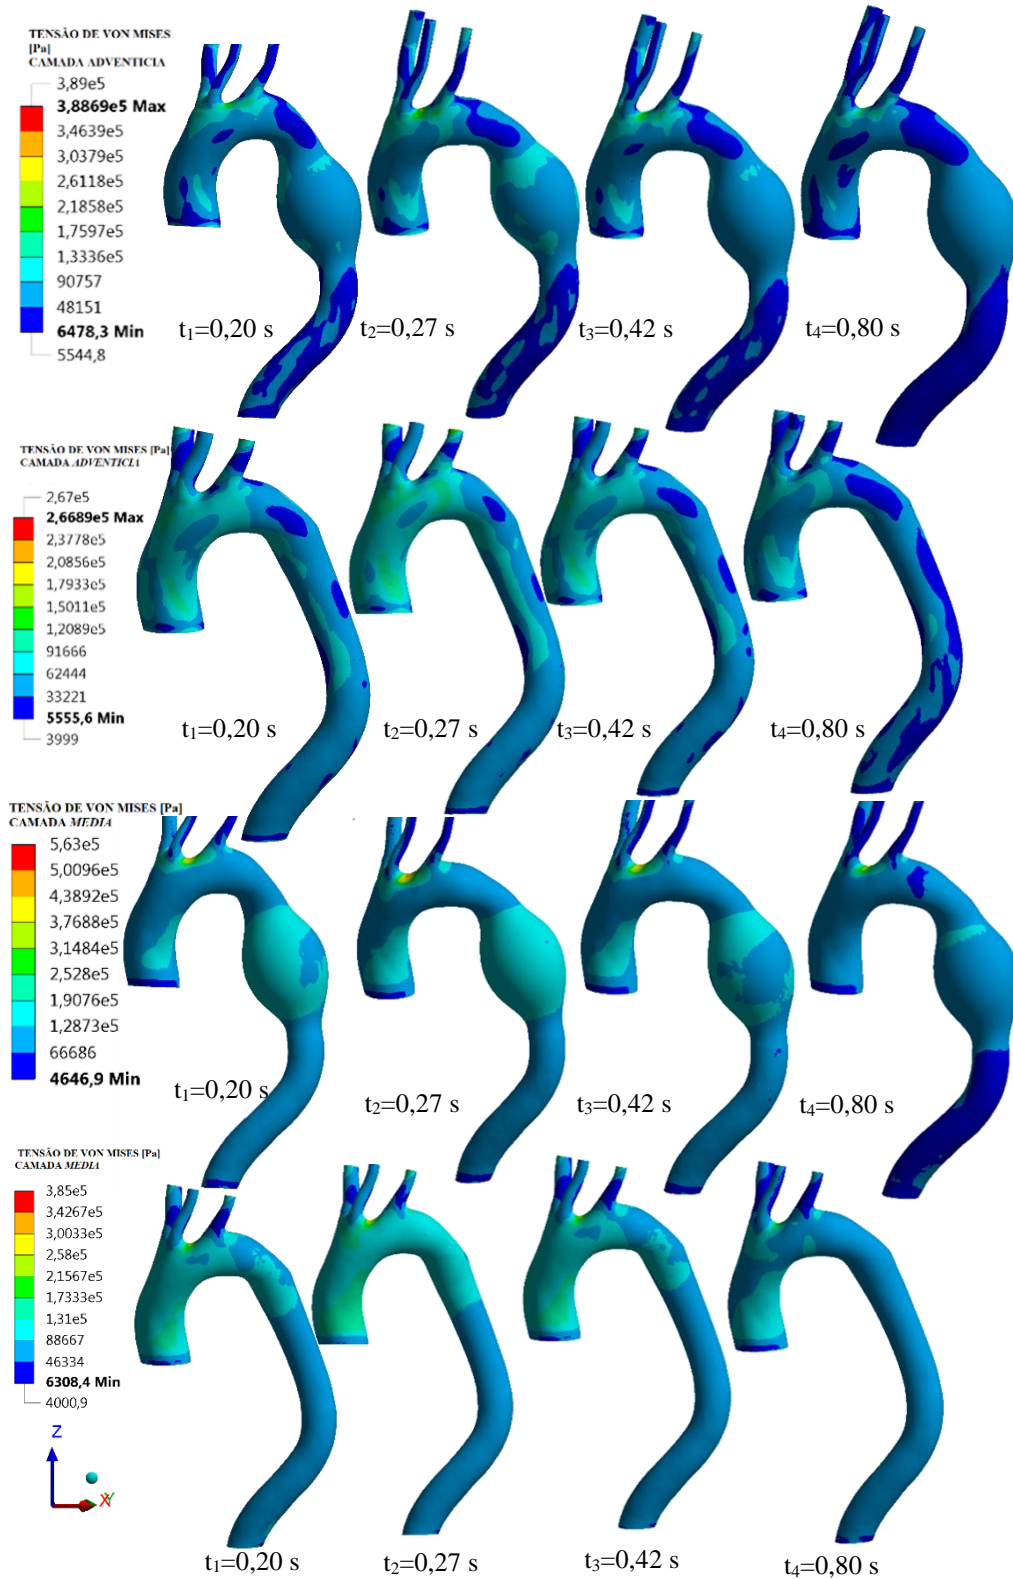 TENSÃO DE VON MISES
[Pa]
CAMADA ADVENTICIA
3,89e5
3,8869e5 Max
3,4639e5
3,0379e5
2,6118e5
2,1858e5
1,7597e5
1,3336e5
90757
48151
6478,3 Min
5544,8
t₁=0,20 s
t₂=0,27 s
t₃=0,42 s
t₄=0,80 s
TENSÃO DE VON MISES [Pa]
CAMADA ADVENTICL1
2,67e5
2,6689e5 Max
2,3778e5
2,0856e5
1,7933e5
1,5011e5
1,2089e5
91666
62444
33221
5555,6 Min
3999
t₁=0,20 s
t₂=0,27 s
t₃=0,42 s
t₄=0,80 s
TENSÃO DE VON MISES [Pa]
CAMADA MEDIA
5,63e5
5,0096e5
4,3892e5
3,7688e5
3,1484e5
2,528e5
1,9076e5
1,2873e5
66686
4646,9 Min
t₁=0,20 s
t₂=0,27 s
t₃=0,42 s
t₄=0,80 s
TENSÃO DE VON MISES [Pa]
CAMADA MEDIA
3,85e5
3,4267e5
3,0033e5
2,58e5
2,1567e5
1,7333e5
1,31e5
88667
46334
6308,4 Min
4000,9
Z
X
Y
t₁=0,20 s
t₂=0,27 s
t₃=0,42 s
t₄=0,80 s